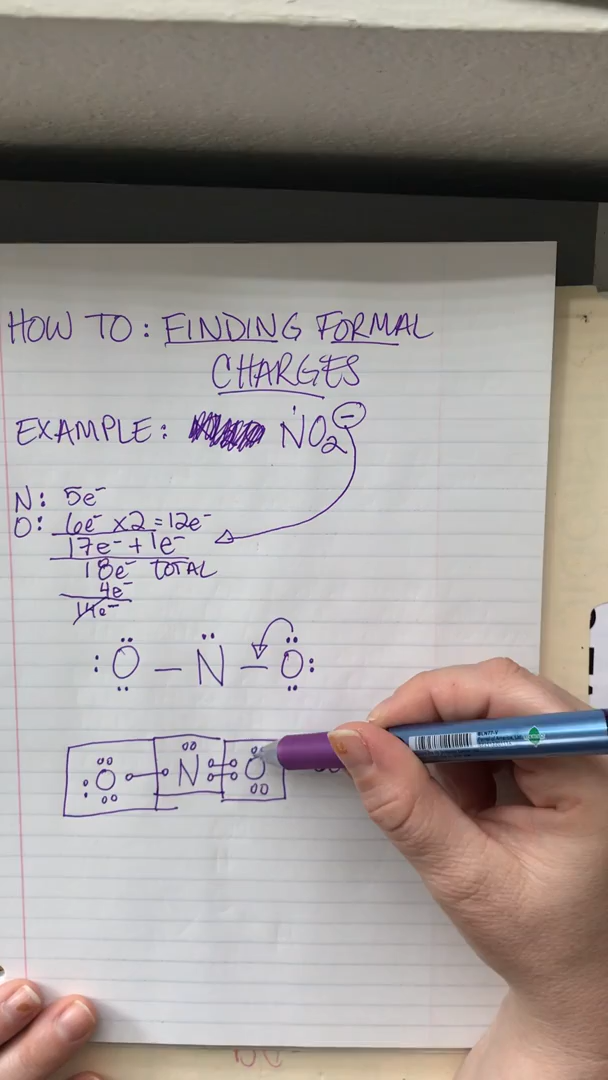 HOW TO: FINDING FORMAL
CHARGES
EXAMPLE: NO2⁻
N: 5e⁻
O: 6e⁻ x2 = 12e⁻
17e⁻ + 1e⁻
18e⁻ TOTAL
4e⁻
14e⁻
:O — N — O:
O — N = O